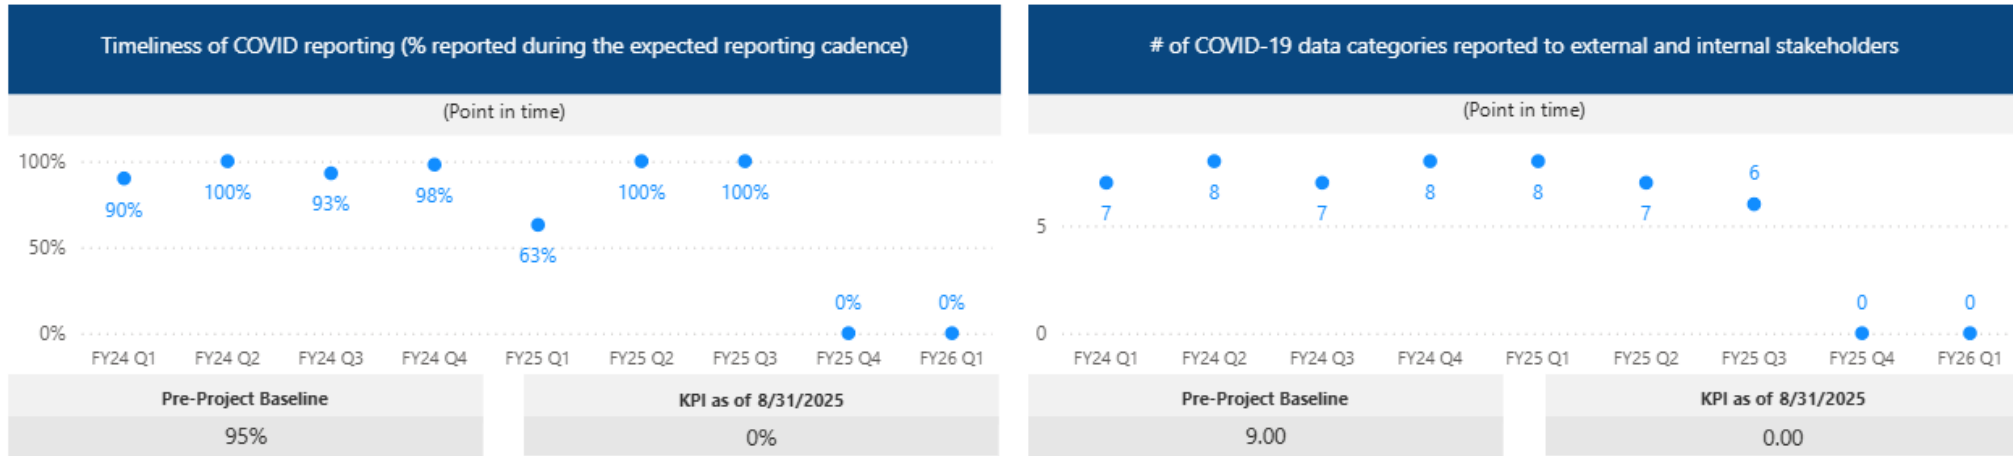 Timeliness of COVID reporting (% reported during the expected reporting cadence)
(Point in time)
100%
50%
0%
90%
100%
93%
98%
63%
100%
100%
0%
0%
FY24 Q1
FY24 Q2
FY24 Q3
FY24 Q4
FY25 Q1
FY25 Q2
FY25 Q3
FY25 Q4
FY26 Q1
Pre-Project Baseline
95%
KPI as of 8/31/2025
0%
# of COVID-19 data categories reported to external and internal stakeholders
(Point in time)
5
0
7
8
7
8
8
7
6
0
0
FY24 Q1
FY24 Q2
FY24 Q3
FY24 Q4
FY25 Q1
FY25 Q2
FY25 Q3
FY25 Q4
FY26 Q1
Pre-Project Baseline
9.00
KPI as of 8/31/2025
0.00